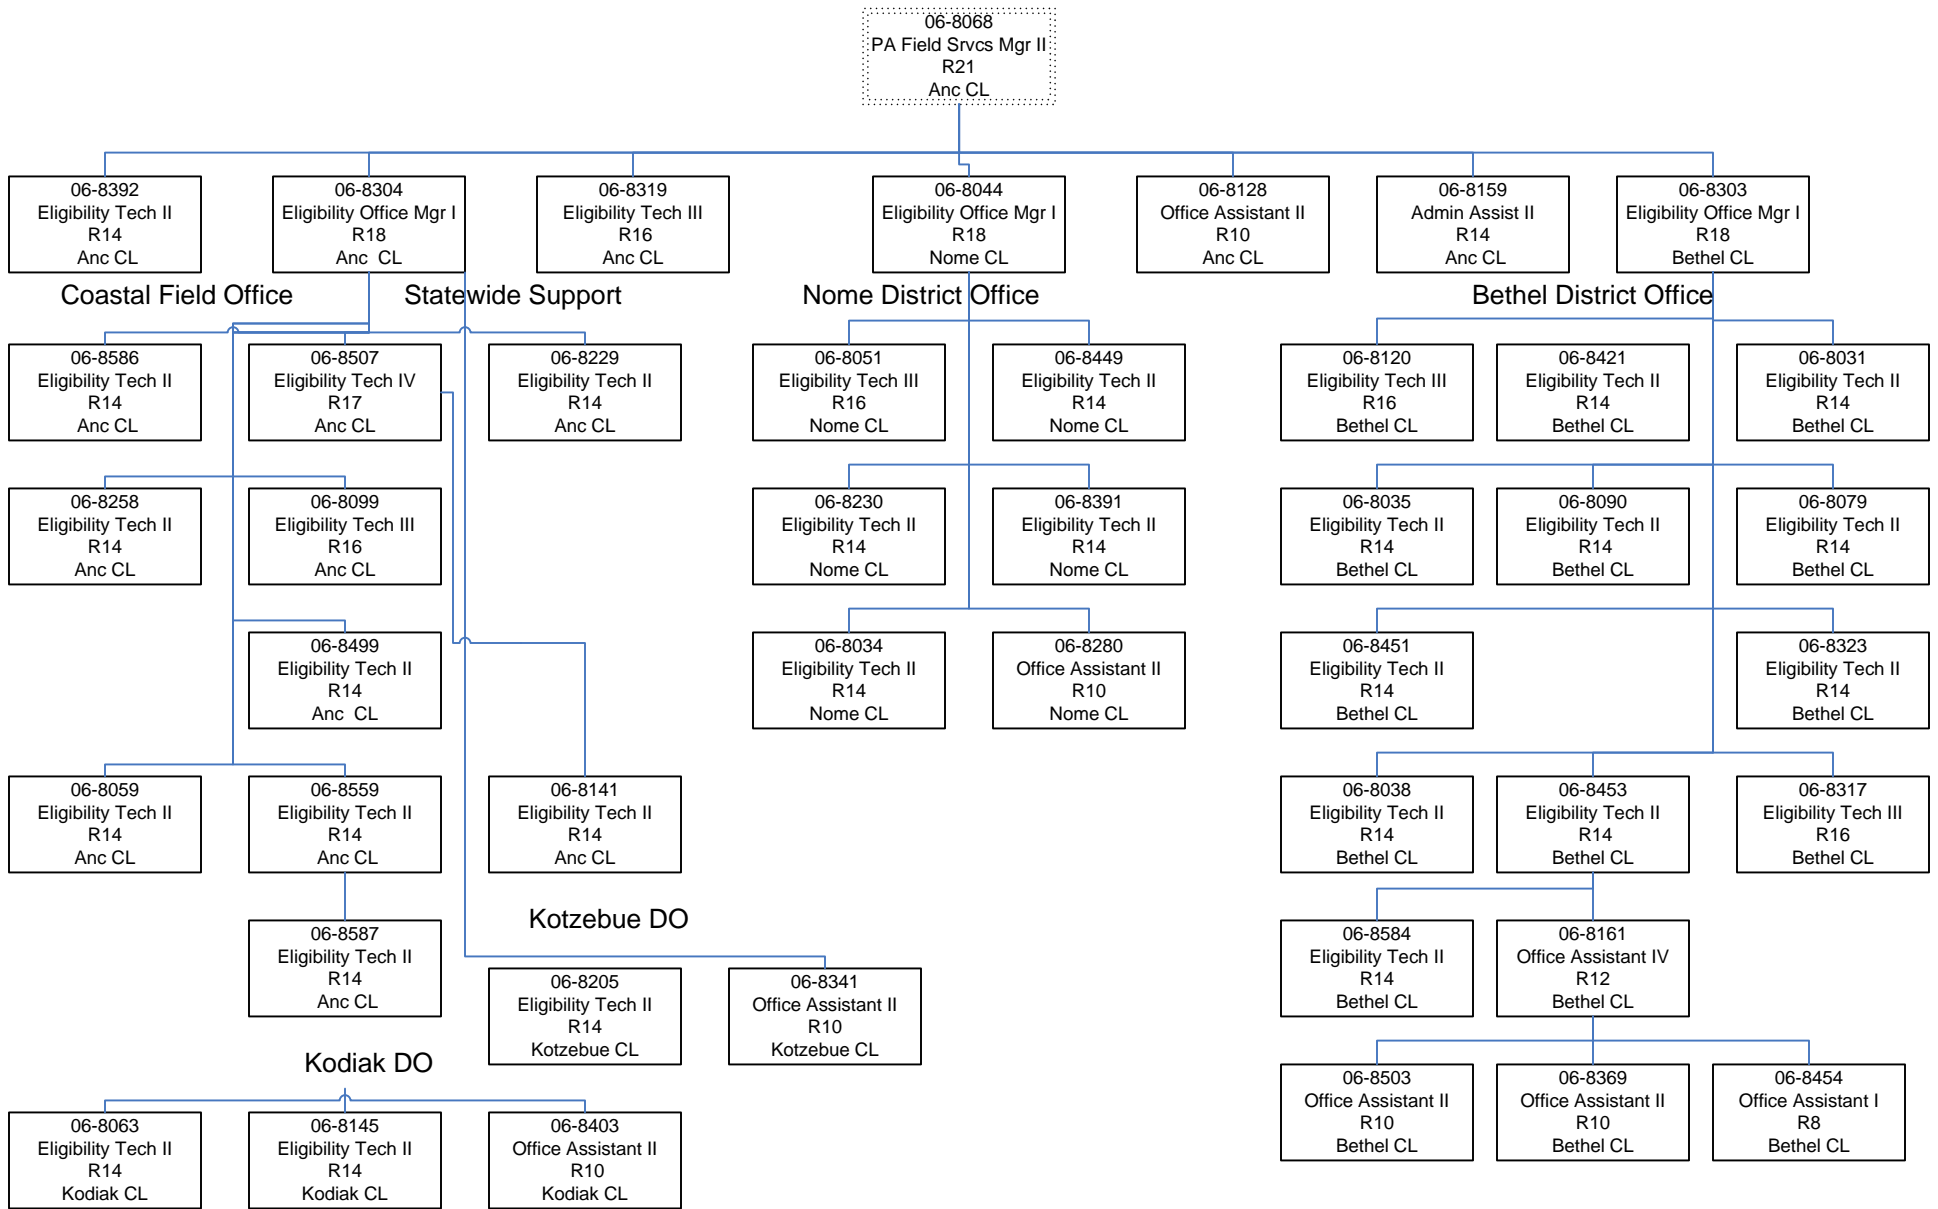 06-8068
PA Field Srvcs Mgr II
R21
Anc CL
06-8392
Eligibility Tech II
R14
Anc CL
06-8304
Eligibility Office Mgr I
R18
Anc  CL
06-8319
Eligibility Tech III
R16
Anc CL
06-8044
Eligibility Office Mgr I
R18
Nome CL
06-8128
Office Assistant II
R10
Anc CL
06-8159
Admin Assist II
R14
Anc CL
06-8303
Eligibility Office Mgr I
R18
Bethel CL
Coastal Field Office
Statewide Support
Nome District Office
Bethel District Office
06-8586
Eligibility Tech II
R14
Anc CL
06-8507
Eligibility Tech IV
R17
Anc CL
06-8229
Eligibility Tech II
R14
Anc CL
06-8051
Eligibility Tech III
R16
Nome CL
06-8449
Eligibility Tech II
R14
Nome CL
06-8120
Eligibility Tech III
R16
Bethel CL
06-8421
Eligibility Tech II
R14
Bethel CL
06-8031
Eligibility Tech II
R14
Bethel CL
06-8258
Eligibility Tech II
R14
Anc CL
06-8099
Eligibility Tech III
R16
Anc CL
06-8230
Eligibility Tech II
R14
Nome CL
06-8391
Eligibility Tech II
R14
Nome CL
06-8035
Eligibility Tech II
R14
Bethel CL
06-8090
Eligibility Tech II
R14
Bethel CL
06-8079
Eligibility Tech II
R14
Bethel CL
06-8499
Eligibility Tech II
R14
Anc  CL
06-8034
Eligibility Tech II
R14
Nome CL
06-8280
Office Assistant II
R10
Nome CL
06-8451
Eligibility Tech II
R14
Bethel CL
06-8323
Eligibility Tech II
R14
Bethel CL
06-8059
Eligibility Tech II
R14
Anc CL
06-8559
Eligibility Tech II
R14
Anc CL
06-8141
Eligibility Tech II
R14
Anc CL
06-8038
Eligibility Tech II
R14
Bethel CL
06-8453
Eligibility Tech II
R14
Bethel CL
06-8317
Eligibility Tech III
R16
Bethel CL
Kotzebue DO
06-8587
Eligibility Tech II
R14
Anc CL
06-8584
Eligibility Tech II
R14
Bethel CL
06-8161
Office Assistant IV
R12
Bethel CL
06-8205
Eligibility Tech II
R14
Kotzebue CL
06-8341
Office Assistant II
R10
Kotzebue CL
Kodiak DO
06-8503
Office Assistant II
R10
Bethel CL
06-8369
Office Assistant II
R10
Bethel CL
06-8454
Office Assistant I
R8
Bethel CL
06-8063
Eligibility Tech II
R14
Kodiak CL
06-8145
Eligibility Tech II
R14
Kodiak CL
06-8403
Office Assistant II
R10
Kodiak CL